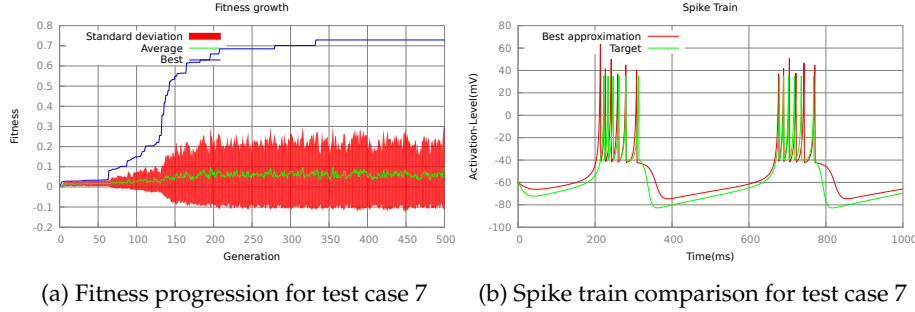 Fitness growth
0.8
0.7
0.6
0.5
0.4
0.3
0.2
0.1
0
-0.1
-0.2
Fitness
Standard deviation
Average
Best
0 50 100 150 200 250 300 350 400 450 500
Generation
(a) Fitness progression for test case 7
Spike Train
80
60
40
20
0
-20
-40
-60
-80
-100
Activation-Level(mV)
Best approximation
Target
0 200 400 600 800 1000
Time(ms)
(b) Spike train comparison for test case 7